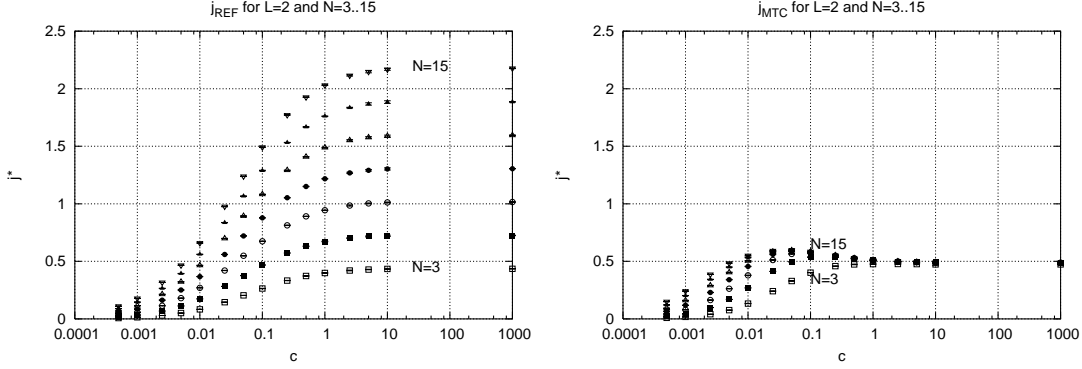 j_REF for L=2 and N=3..15
2.5
2
1.5
1
0.5
0
j*
N=15
N=3
0.0001 0.001 0.01 0.1 1 10 100 1000
c
j_MTC for L=2 and N=3..15
2.5
2
1.5
1
0.5
0
j*
N=15
N=3
0.0001 0.001 0.01 0.1 1 10 100 1000
c